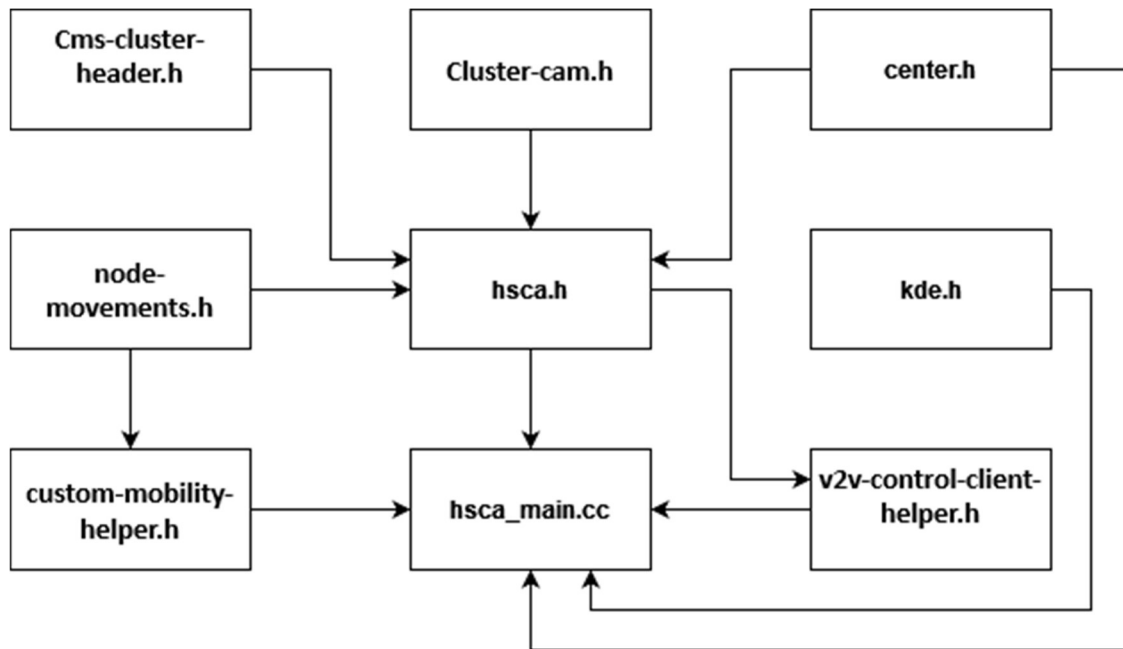 Cms-cluster-
header.h
Cluster-cam.h
center.h
node-
movements.h
hsca.h
kde.h
custom-mobility-
helper.h
hsca_main.cc
v2v-control-client-
helper.h